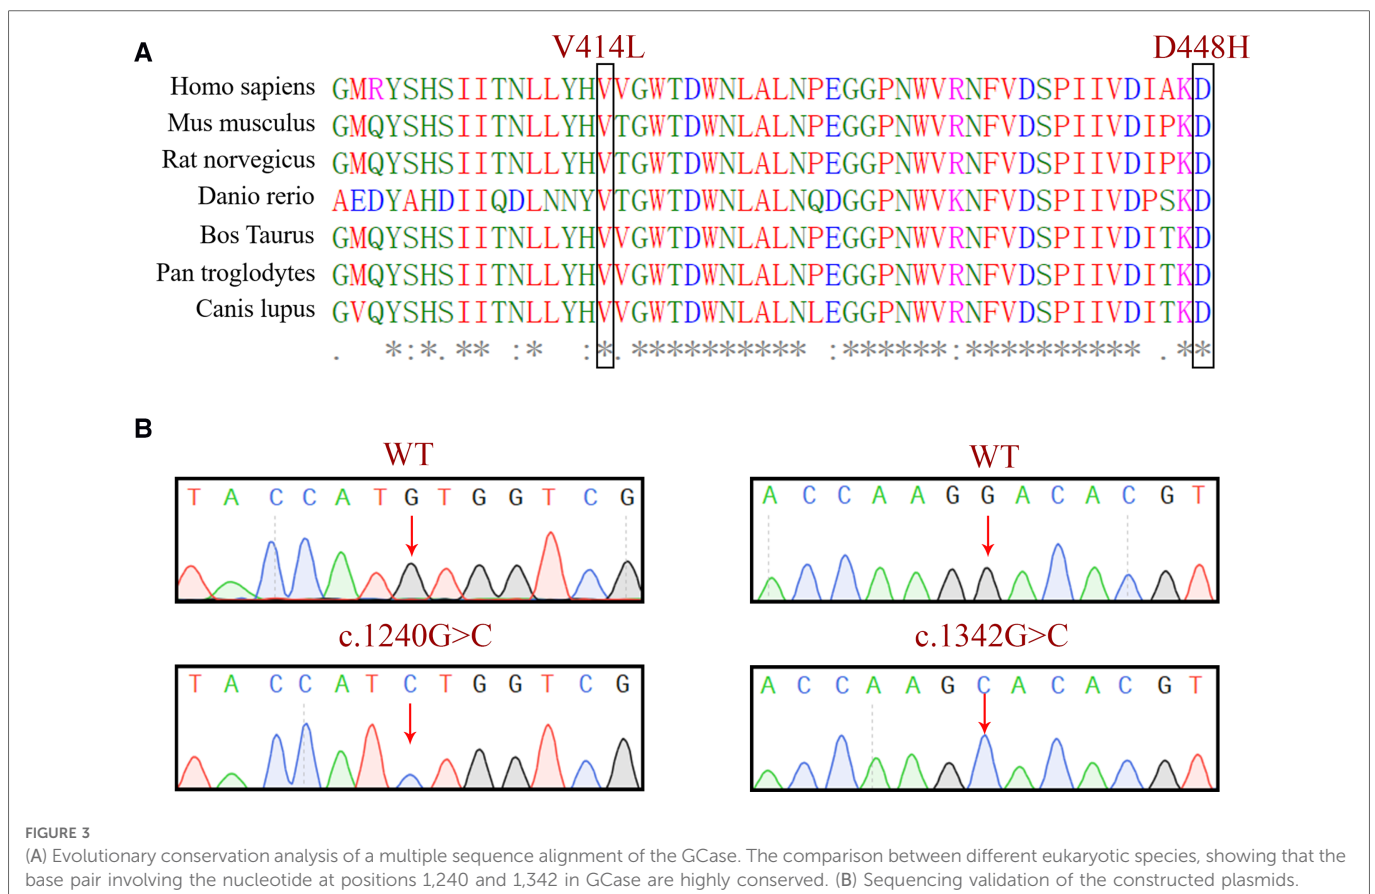 A
V414L D448H
Homo sapiens GMRYSHSIITNLLYHVVGWTDWNLALNPEGGPNWVRNFVDSPIIVDIAKD
Mus musculus GMQYSHSIITNLLYHVTGWTDWNLALNPEGGPNWVRNFVDSPIIVDIPKD
Rat norvegicus GMQYSHSIITNLLYHVTGWTDWNLALNPEGGPNWVRNFVDSPIIVDIPKD
Danio rerio AEDYAHDIIQDLNNYVTGWTDWNLALNQDGGPNWVKNFVDSPIIVDPSKD
Bos Taurus GMQYSHSIITNLLYHVVGWTDWNLALNPEGGPNWVRNFVDSPIIVDITKD
Pan troglodytes GMQYSHSIITNLLYHVVGWTDWNLALNPEGGPNWVRNFVDSPIIVDITKD
Canis lupus GVQYSHSIITNLLYHVVGWTDWNLALNLEGGPNWVRNFVDSPIIVDITKD
.  *:*. ** :*  :*. ********** :******:********** .**
B
WT WT
T A C C A T G T G G T C G A C C A A G G A C A C G T
c.1240G>C c.1342G>C
T A C C A T C T G G T C G A C C A A G C A C A C G T
FIGURE 3
(A) Evolutionary conservation analysis of a multiple sequence alignment of the GCase. The comparison between different eukaryotic species, showing that the
base pair involving the nucleotide at positions 1,240 and 1,342 in GCase are highly conserved. (B) Sequencing validation of the constructed plasmids.